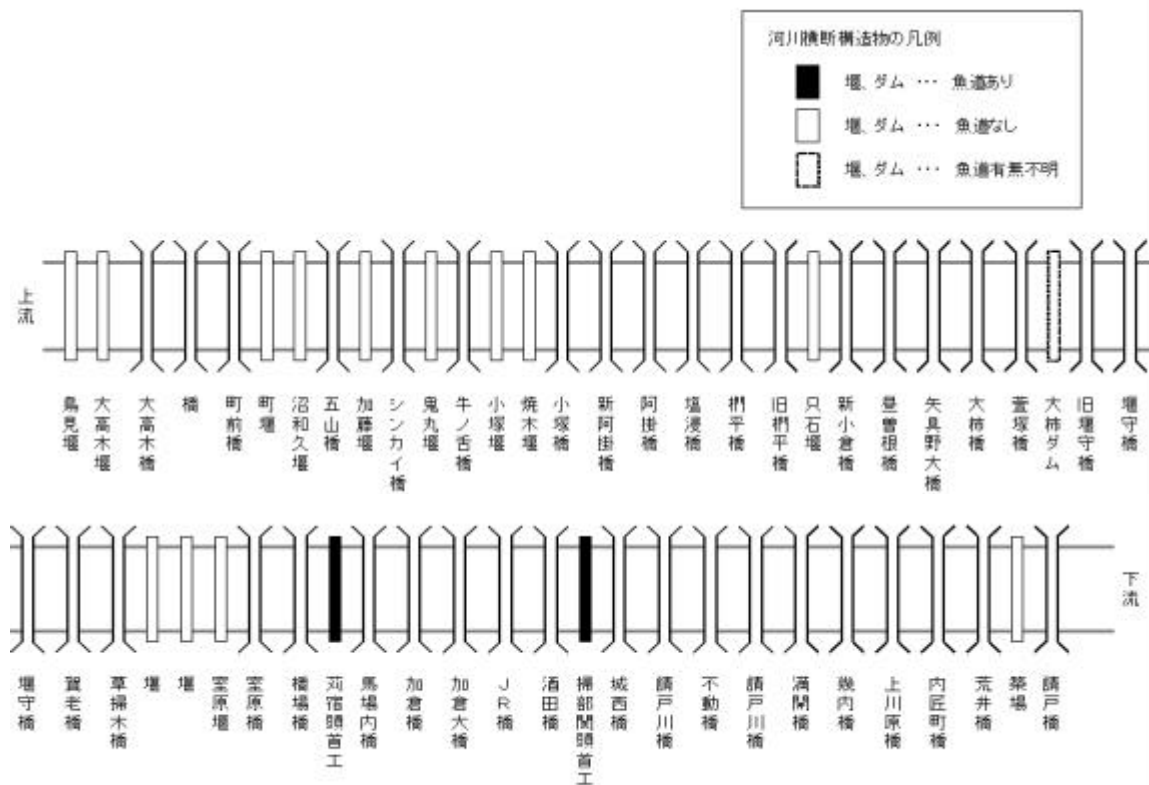 河川横断構造物の凡例
堰、ダム ･･･ 魚道あり
堰、ダム ･･･ 魚道なし
堰、ダム ･･･ 魚道有無不明
上流
鳥見堰
大高木堰
大高木橋
橋
町前橋
町堰
沼和久堰
五山橋
加藤堰
シンカイ橋
鬼丸堰
牛ノ舌橋
小塚堰
焼木堰
小塚橋
新阿掛橋
阿掛橋
塩浸橋
椚平橋
旧椚平橋
只石堰
新小倉橋
昼曽根橋
矢具野大橋
大柿橋
萱塚橋
大柿ダム
旧堰守橋
堰守橋
堰守橋
賀老橋
草掃木橋
堰
堰
室原堰
室原橋
橋場橋
苅宿頭首工
馬場内橋
加倉橋
加倉大橋
JR橋
酒田橋
掃部関頭首工
城西橋
請戸川橋
不動橋
請戸川橋
満関橋
幾内橋
上川原橋
内匠町橋
荒井橋
簗場
請戸橋
下流